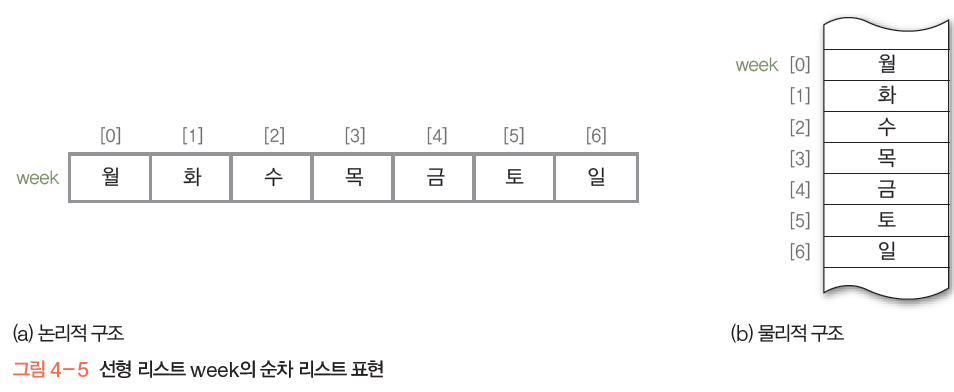 [0] [1] [2] [3] [4] [5] [6]
week 월 화 수 목 금 토 일
(a) 논리적 구조
week [0] 월
[1] 화
[2] 수
[3] 목
[4] 금
[5] 토
[6] 일
(b) 물리적 구조
그림 4-5 선형 리스트 week의 순차 리스트 표현